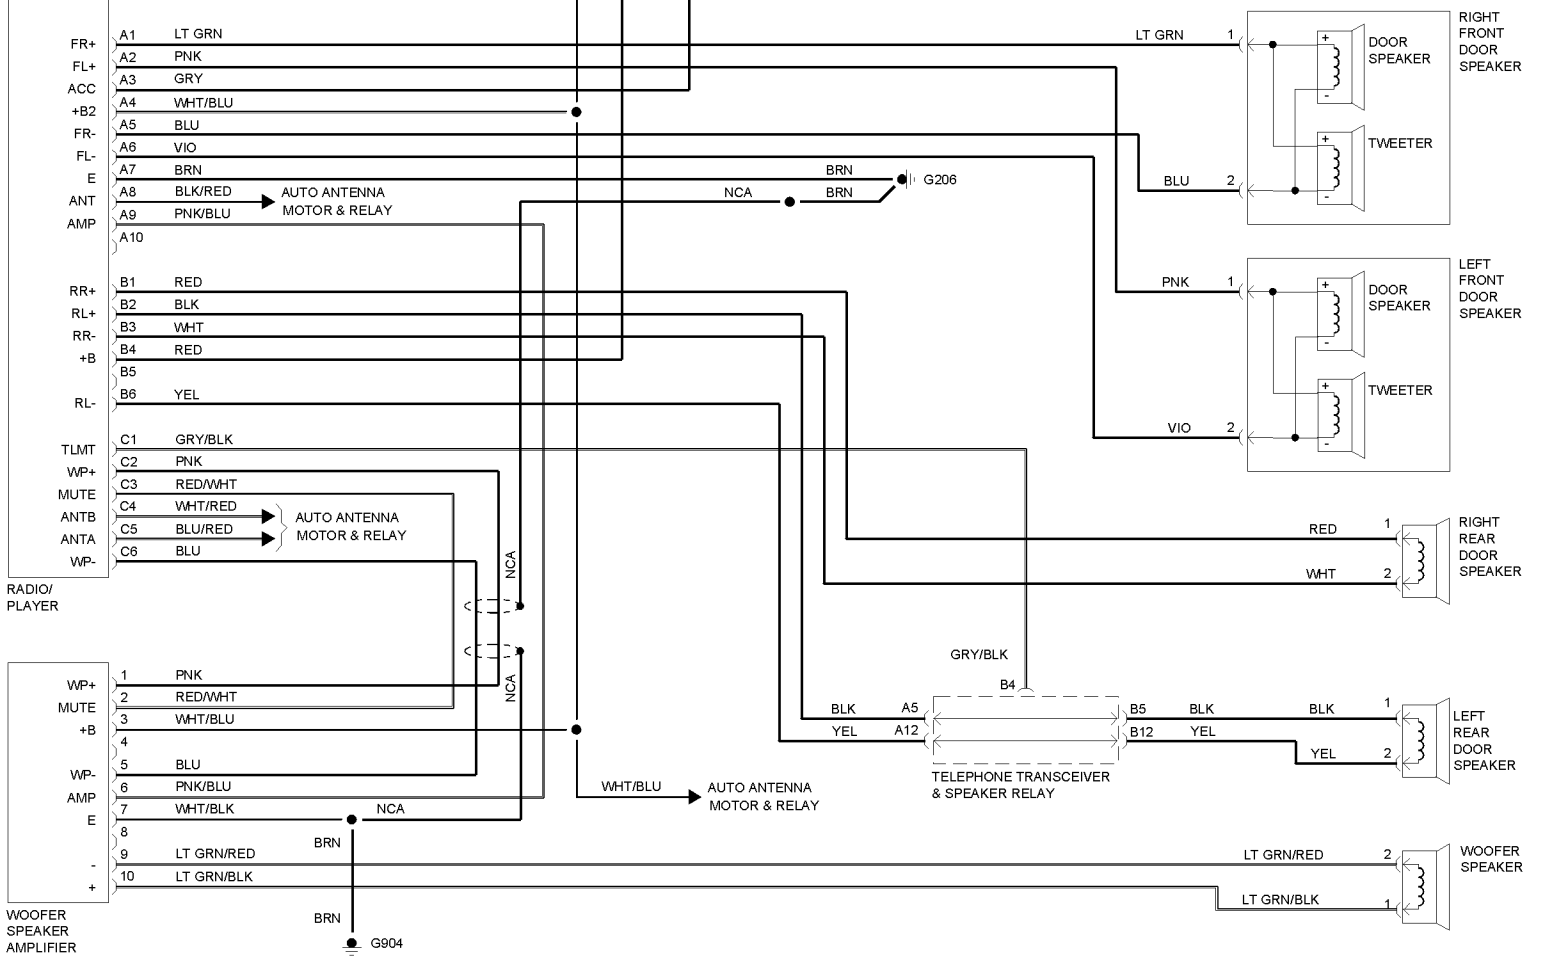 FR+ A1 LT GRN LT GRN 1
FL+ A2 PNK
ACC A3 GRY
+B2 A4 WHT/BLU
FR- A5 BLU
FL- A6 VIO
E A7 BRN BRN G206
ANT A8 BLK/RED AUTO ANTENNA
MOTOR & RELAY
NCA BRN
BLU 2
AMP A9 PNK/BLU
A10
RIGHT
FRONT
DOOR
SPEAKER
DOOR
SPEAKER
+
-
TWEETER
+
-
RR+ B1 RED
RL+ B2 BLK
RR- B3 WHT
+B B4 RED
B5
RL- B6 YEL
PNK 1
VIO 2
LEFT
FRONT
DOOR
SPEAKER
DOOR
SPEAKER
+
-
TWEETER
+
-
TLMT C1 GRY/BLK
WP+ C2 PNK
MUTE C3 RED/WHT
ANTB C4 WHT/RED
ANTA C5 BLU/RED
AUTO ANTENNA
MOTOR & RELAY
WP- C6 BLU
RADIO/
PLAYER
NCA
NCA
RED 1
WHT 2
RIGHT
REAR
DOOR
SPEAKER
WP+ 1 PNK
MUTE 2 RED/WHT
+B 3 WHT/BLU
4
WP- 5 BLU
AMP 6 PNK/BLU
E 7 WHT/BLK NCA
8
- 9 LT GRN/RED LT GRN/RED 2
+ 10 LT GRN/BLK LT GRN/BLK 1
WOOFER
SPEAKER
AMPLIFIER
BRN
BRN
G904
WHT/BLU
AUTO ANTENNA
MOTOR & RELAY
GRY/BLK
B4
BLK A5 B5 BLK BLK 1
YEL A12 B12 YEL
YEL 2
TELEPHONE TRANSCEIVER
& SPEAKER RELAY
LEFT
REAR
DOOR
SPEAKER
WOOFER
SPEAKER